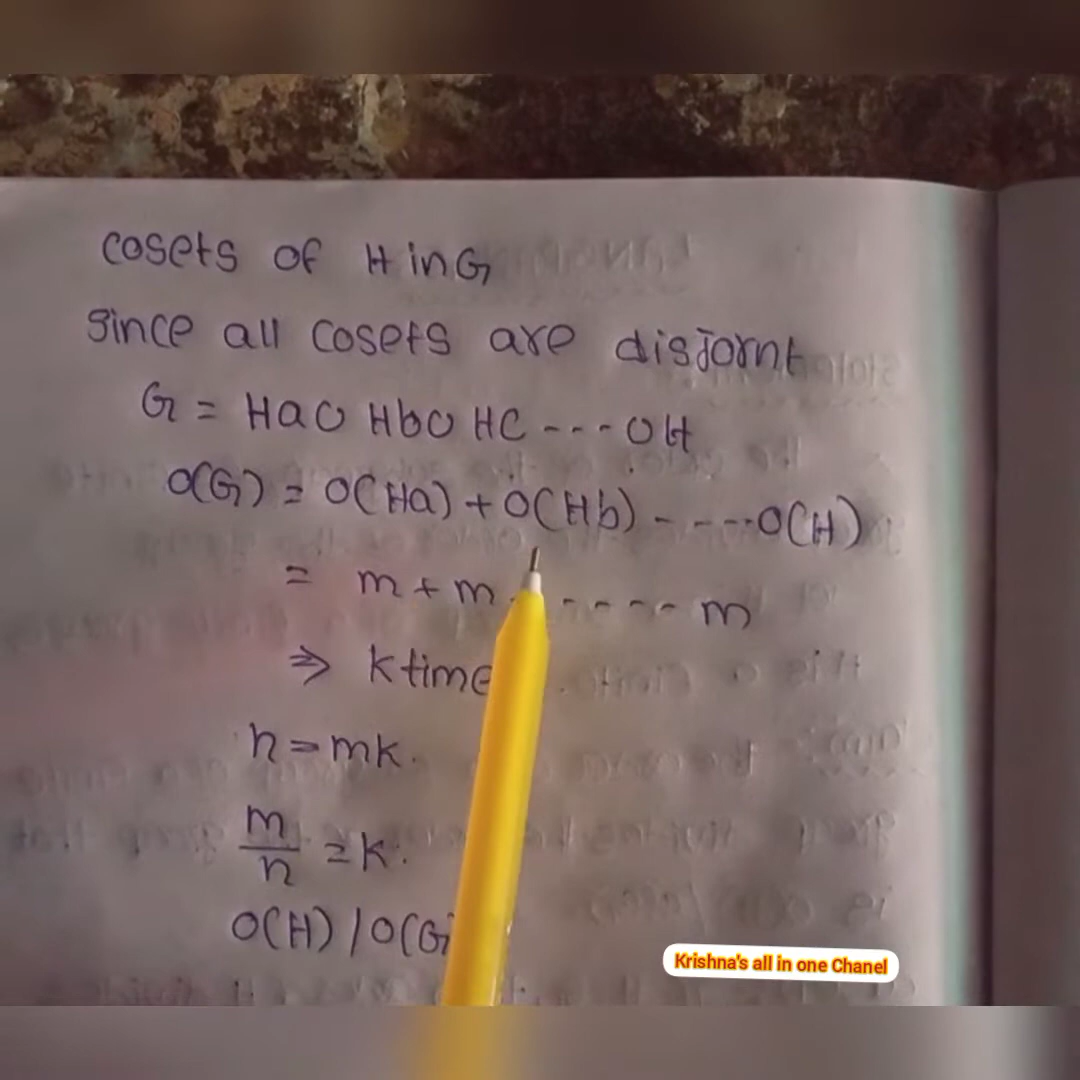 cosets of H in G
Since all cosets are disjoint
G = Ha ∪ Hb ∪ Hc --- ∪ H
O(G) = O(Ha) + O(Hb) - ---- O(H)
= m + m - - - - - m
⇒ k time
n = mk.
m/n = k.
O(H) / O(G
Krishna's all in one Chanel